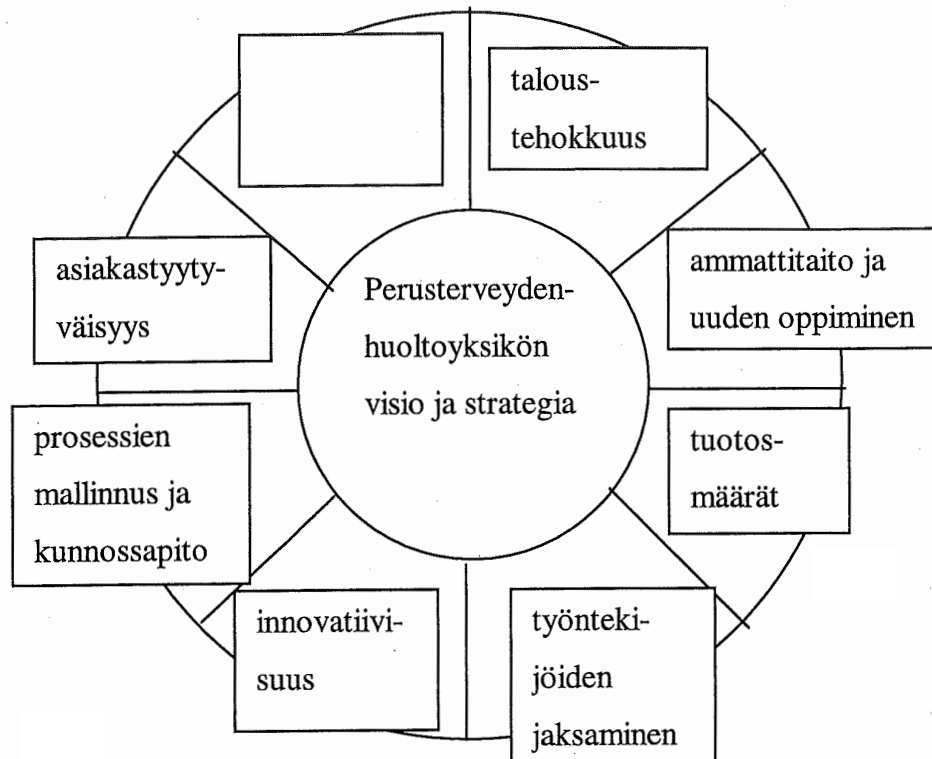 talous-
tehokkuus
asiakastyyty-
väisyys
Perusterveyden-
huoltoyksikön
visio ja strategia
ammattitaito ja
uuden oppiminen
prosessien
mallinnus ja
kunnossapito
tuotos-
määrät
innovatiivi-
suus
työnteki-
jöiden
jaksaminen